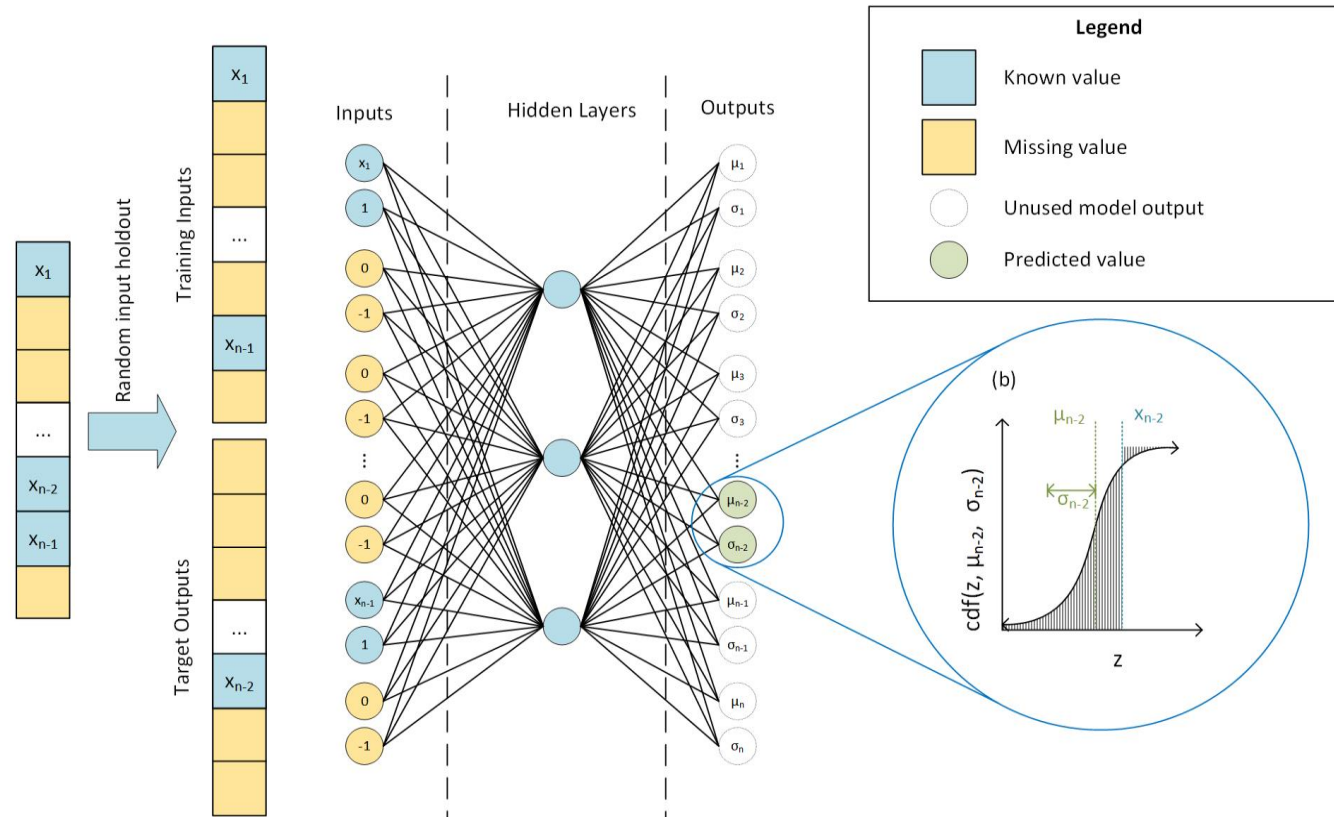 x₁
...
xₙ₋₂
xₙ₋₁
Random input holdout
Training Inputs
x₁
...
xₙ₋₁
Target Outputs
...
xₙ₋₂
Inputs
x₁
1
0
-1
0
-1
⋮
0
-1
xₙ₋₁
1
0
-1
Hidden Layers
Outputs
μ₁
σ₁
μ₂
σ₂
μ₃
σ₃
⋮
μₙ₋₂
σₙ₋₂
μₙ₋₁
σₙ₋₁
μₙ
σₙ
Legend
Known value
Missing value
Unused model output
Predicted value
(b)
μₙ₋₂
xₙ₋₂
σₙ₋₂
cdf(z, μₙ₋₂, σₙ₋₂)
z